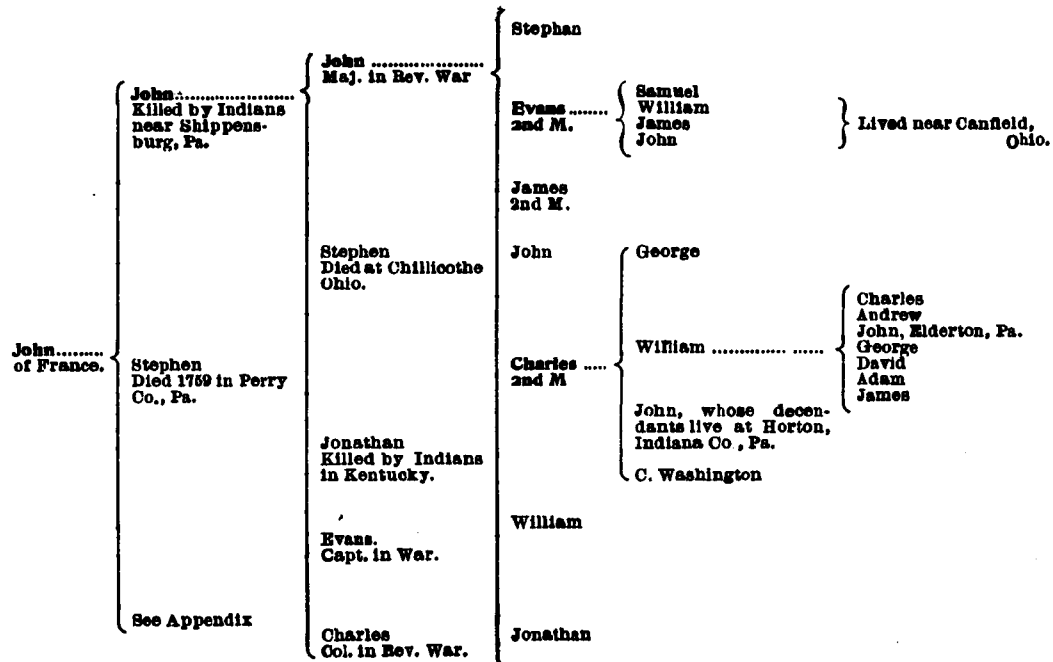 John.........
of France.
John.....................
Killed by Indians
near Shippens-
burg, Pa.
Stephen
Died 1759 in Perry
Co., Pa.
See Appendix
John ....................
Maj. in Rev. War
Stephen
Died at Chillicothe
Ohio.
Jonathan
Killed by Indians
in Kentucky.
Evans.
Capt. in War.
Charles
Col. in Rev. War.
Stephan
Evans ........
2nd M.
James
2nd M.
John
Charles .....
2nd M
William
Jonathan
Samuel
William
James
John
Lived near Canfield,
Ohio.
George
William ............... ......
John, whose decen-
dants live at Horton,
Indiana Co., Pa.
C. Washington
Charles
Andrew
John, Elderton, Pa.
George
David
Adam
James